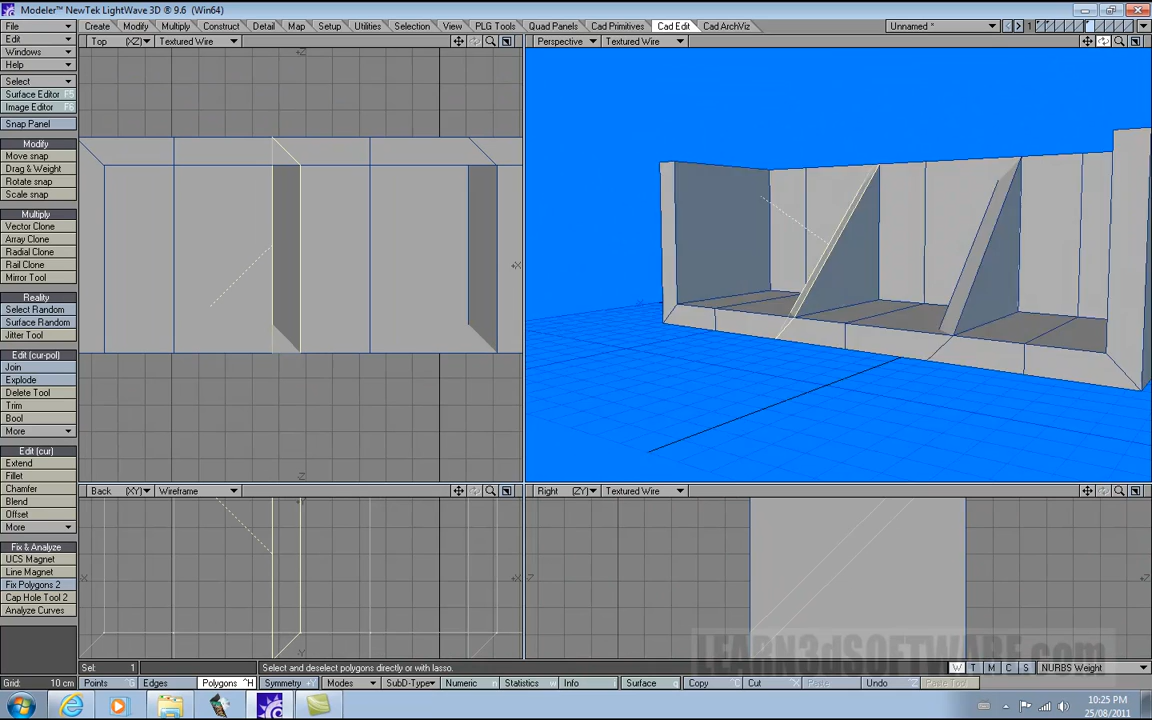 Modeler™ NewTek LightWave 3D ® 9.6 (Win64)
File Create Modify Multiply Construct Detail Map Setup Utilities Selection View PLG Tools Quad Panels Cad Primitives Cad Edit Cad ArchViz Unnamed * 1
Edit
Windows
Help
Select
Surface Editor F5
Image Editor F6
Snap Panel
Modify
Move snap
Drag & Weight
Rotate snap
Scale snap
Multiply
Vector Clone
Array Clone
Radial Clone
Rail Clone
Mirror Tool
Reality
Select Random
Surface Random
Jitter Tool
Edit (cur-pol)
Join
Explode
Delete Tool
Trim
Bool
More
Edit (cur)
Extend
Fillet
Chamfer
Blend
Offset
More
Fix & Analyze
UCS Magnet
Line Magnet
Fix Polygons 2
Cap Hole Tool 2
Analyze Curves
Top (XZ) Textured Wire
Perspective Textured Wire
Back (XY) Wireframe
Right (ZY) Textured Wire
LEARN3dSOFTWARE.com
Sel: 1 Select and deselect polygons directly or with lasso. W T M C S NURBS Weight
Grid: 10 cm Points Edges Polygons ^H Symmetry +Y Modes SubD-Type Numeric n Statistics w Info i Surface q Copy c Cut x Paste v Undo z Paste Tool
10:25 PM
25/08/2011